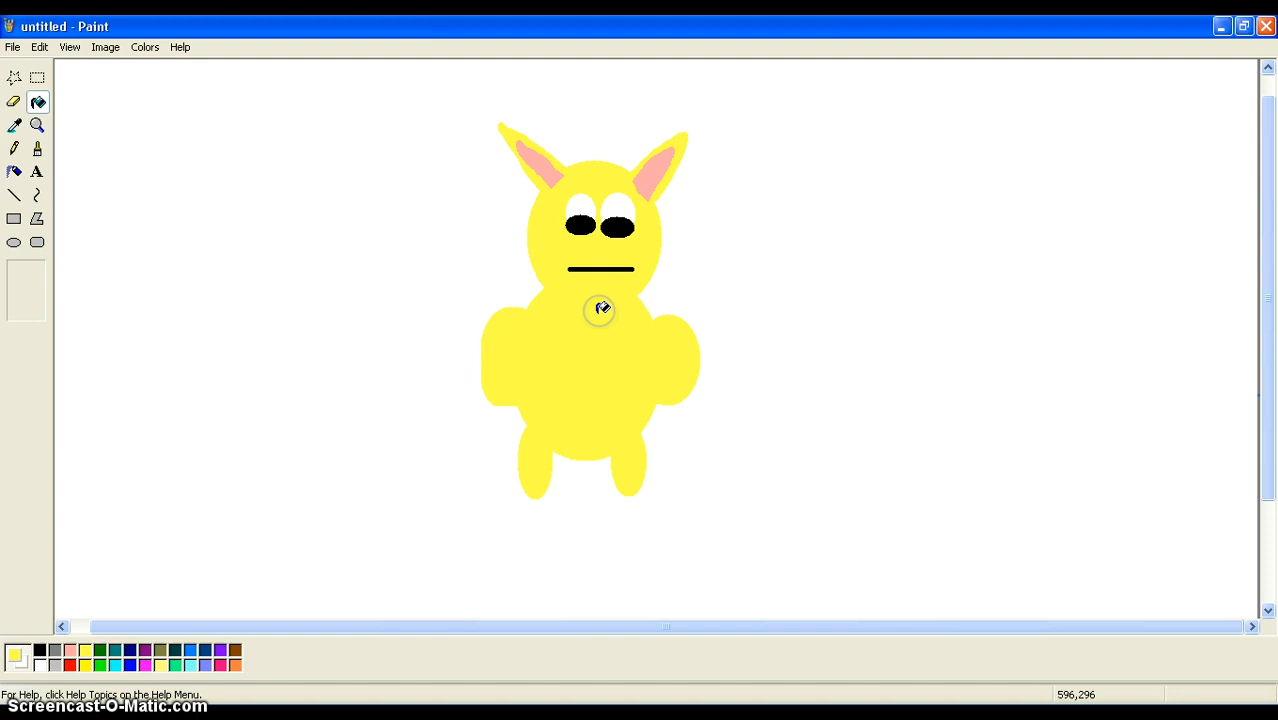 untitled - Paint
File Edit View Image Colors Help
A
For Help, click Help Topics on the Help Menu.
596,296
Screencast-O-Matic.com